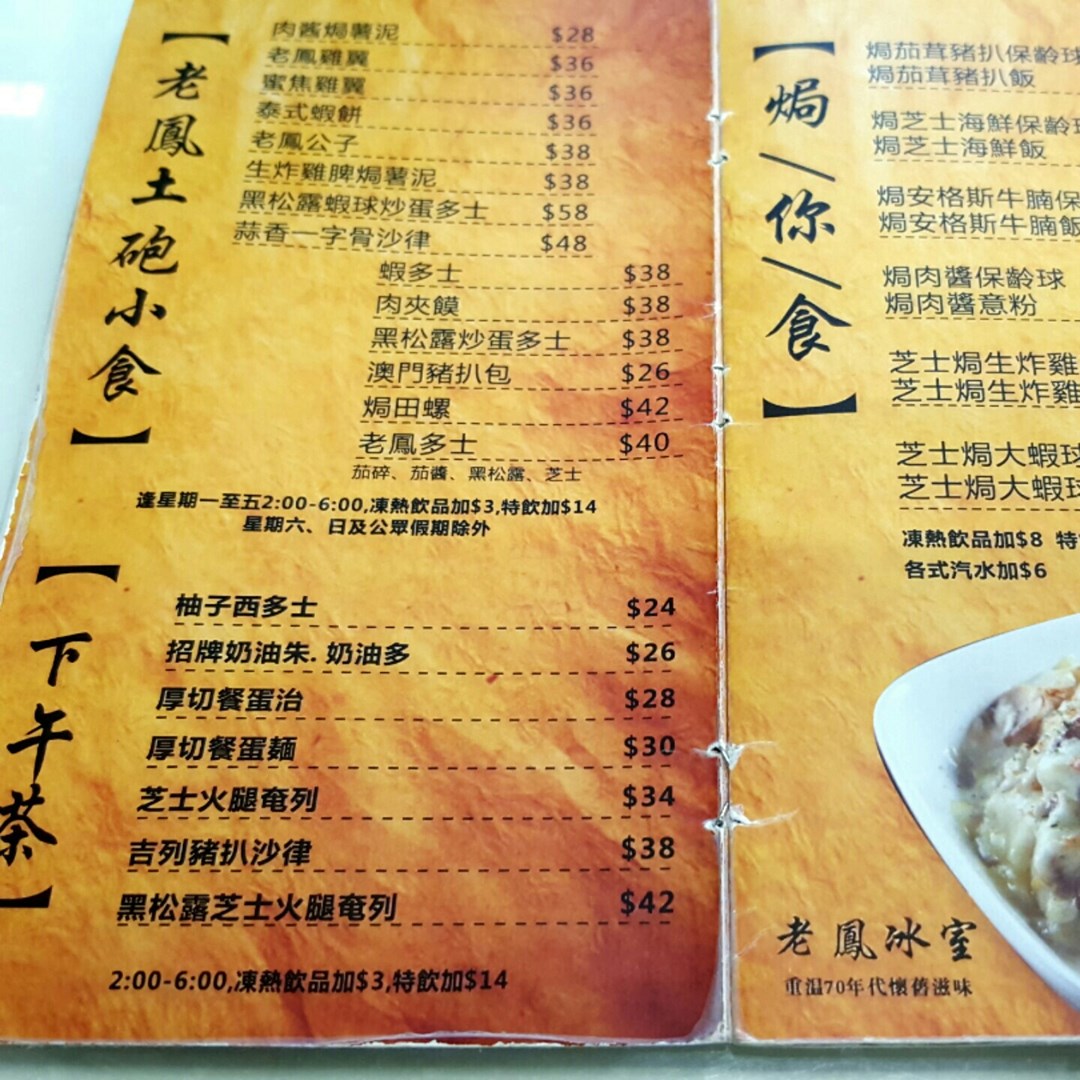 【老鳳土砲小食】
肉醬焗薯泥 $28
老鳳雞翼 $36
蜜焦雞翼 $36
泰式蝦餅 $36
老鳳公子 $38
生炸雞脾焗薯泥 $38
黑松露蝦球炒蛋多士 $58
蒜香一字骨沙律 $48
蝦多士 $38
肉夾饃 $38
黑松露炒蛋多士 $38
澳門豬扒包 $26
焗田螺 $42
老鳳多士 $40
茄碎、茄醬、黑松露、芝士
逢星期一至五2:00-6:00,凍熱飲品加$3,特飲加$14
星期六、日及公眾假期除外
【下午茶】
柚子西多士 $24
招牌奶油朱. 奶油多 $26
厚切餐蛋治 $28
厚切餐蛋麵 $30
芝士火腿奄列 $34
吉列豬扒沙律 $38
黑松露芝士火腿奄列 $42
2:00-6:00,凍熱飲品加$3,特飲加$14
【焗/你/食】
焗茄茸豬扒保齡球
焗茄茸豬扒飯
焗芝士海鮮保齡球
焗芝士海鮮飯
焗安格斯牛腩保
焗安格斯牛腩飯
焗肉醬保齡球
焗肉醬意粉
芝士焗生炸雞
芝士焗生炸雞
芝士焗大蝦球
芝士焗大蝦球
凍熱飲品加$8 特
各式汽水加$6
老鳳冰室
重温70年代懷舊滋味